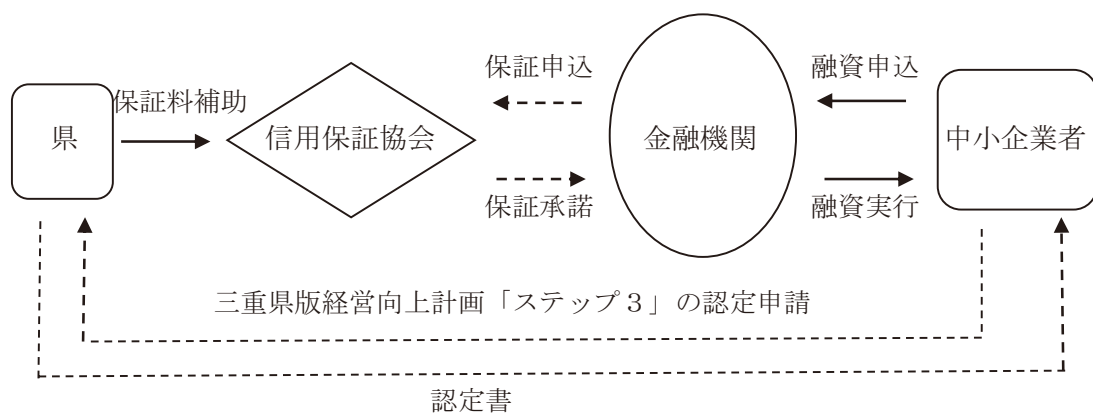 保証申込
融資申込
保証料補助
県
信用保証協会
金融機関
中小企業者
保証承諾
融資実行
三重県版経営向上計画「ステップ３」の認定申請
認定書